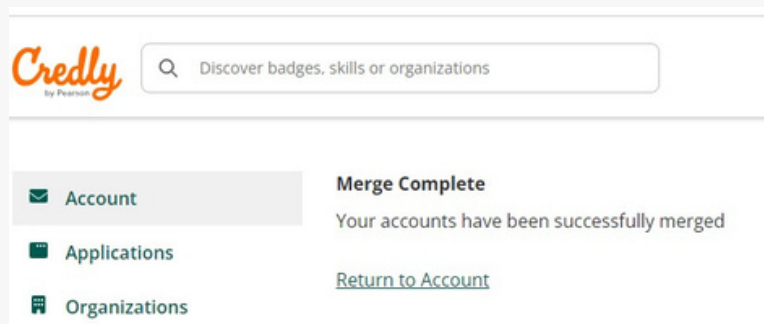 Credly
by Pearson
Discover badges, skills or organizations
Account
Applications
Organizations
Merge Complete
Your accounts have been successfully merged
Return to Account